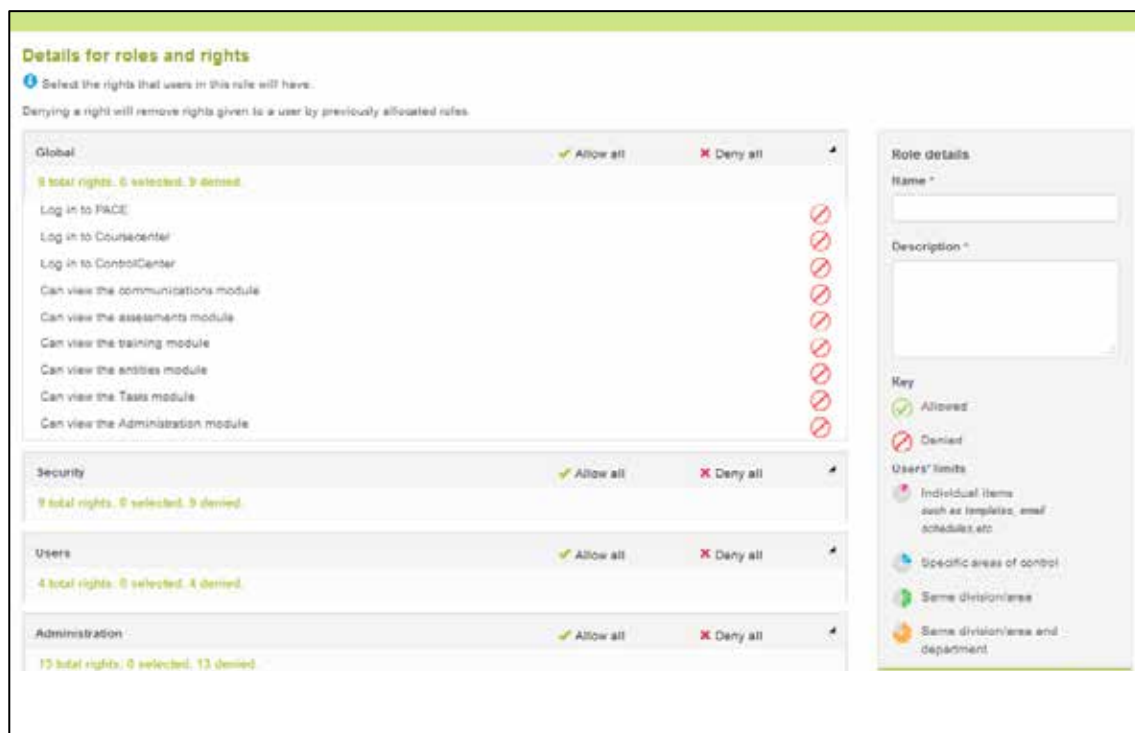 Details for roles and rights
Select the rights that users in this role will have.
Denying a right will remove rights given to a user by previously allocated roles.
Global Allow all Deny all
9 total rights. 0 selected. 9 denied.
Log in to PACE
Log in to Coursecenter
Log in to ControlCenter
Can view the communications module
Can view the assessments module
Can view the training module
Can view the entities module
Can view the Tasks module
Can view the Administration module
Security Allow all Deny all
9 total rights. 0 selected. 9 denied.
Users Allow all Deny all
4 total rights. 0 selected. 4 denied.
Administration Allow all Deny all
total rights. 0 selected. 13 denied.
Role details
Name *
Description *
Key
Allowed
Denied
Users' limits
Individual items
such as templates, email
schedules, etc
Specific areas of control
Same division/area
Same division/area and
department